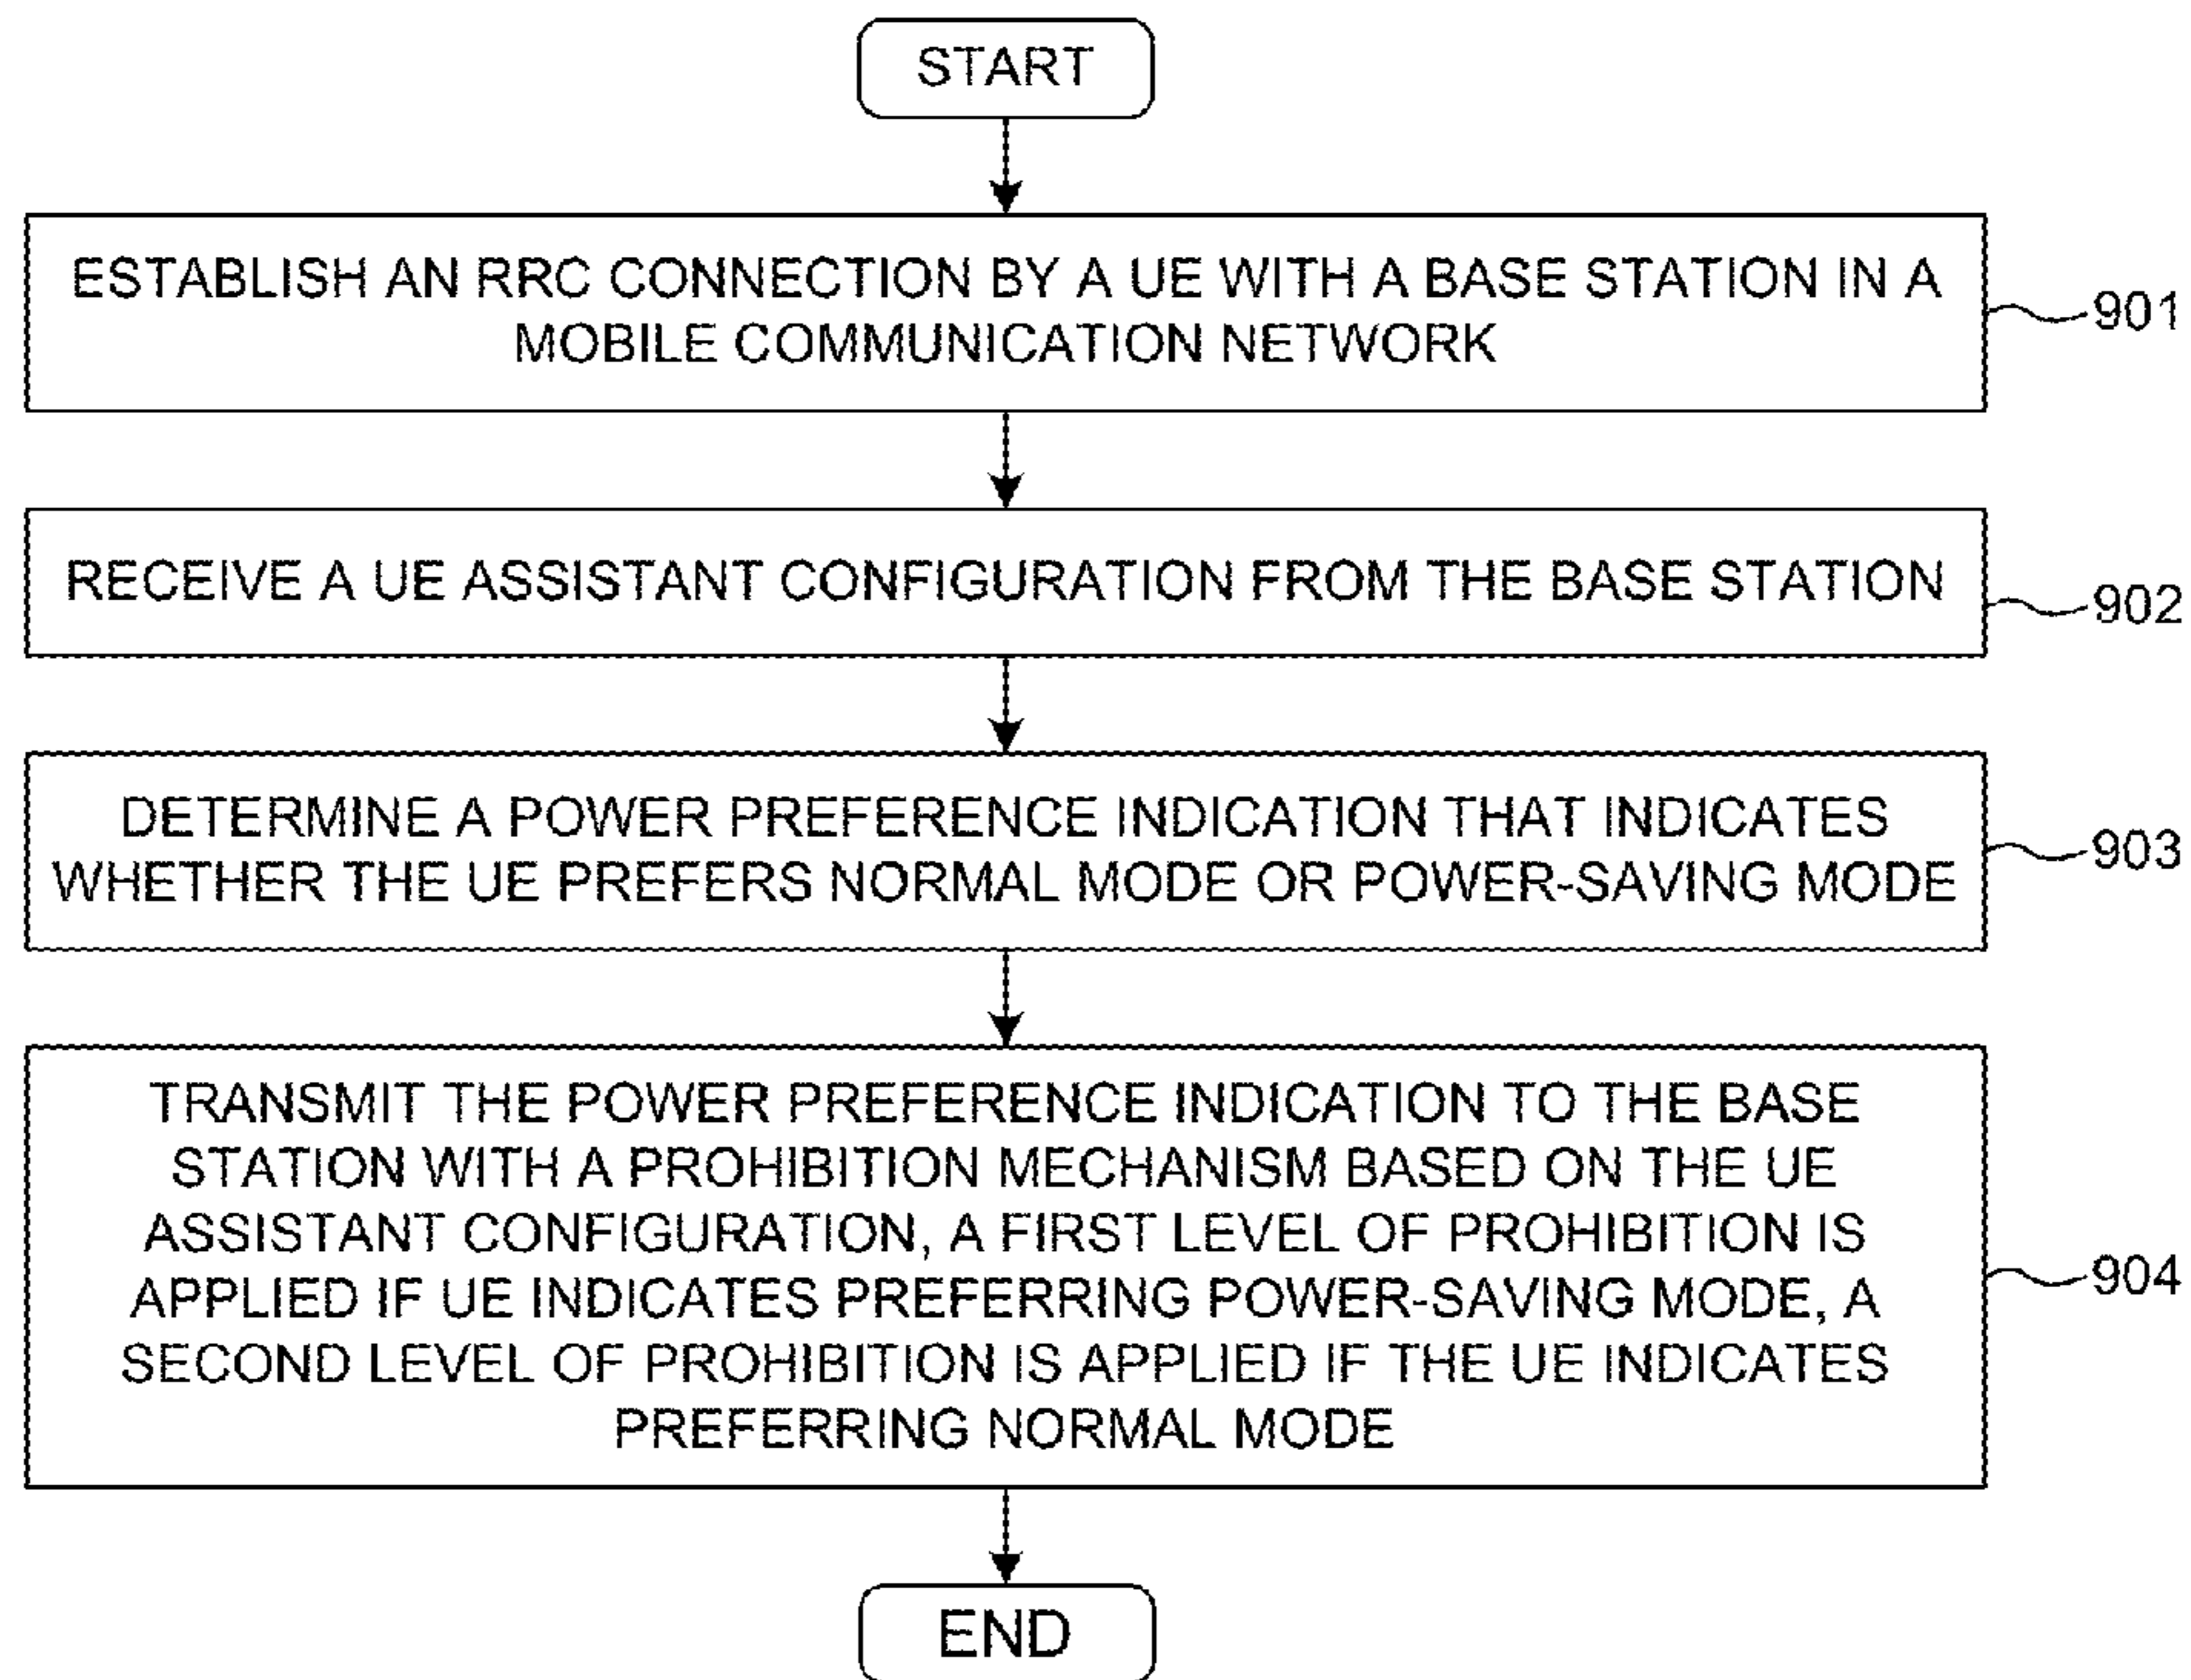 START
ESTABLISH AN RRC CONNECTION BY A UE WITH A BASE STATION IN A
MOBILE COMMUNICATION NETWORK
901
RECEIVE A UE ASSISTANT CONFIGURATION FROM THE BASE STATION
902
DETERMINE A POWER PREFERENCE INDICATION THAT INDICATES
WHETHER THE UE PREFERS NORMAL MODE OR POWER-SAVING MODE
903
TRANSMIT THE POWER PREFERENCE INDICATION TO THE BASE
STATION WITH A PROHIBITION MECHANISM BASED ON THE UE
ASSISTANT CONFIGURATION, A FIRST LEVEL OF PROHIBITION IS
APPLIED IF UE INDICATES PREFERRING POWER-SAVING MODE, A
SECOND LEVEL OF PROHIBITION IS APPLIED IF THE UE INDICATES
PREFERRING NORMAL MODE
904
END